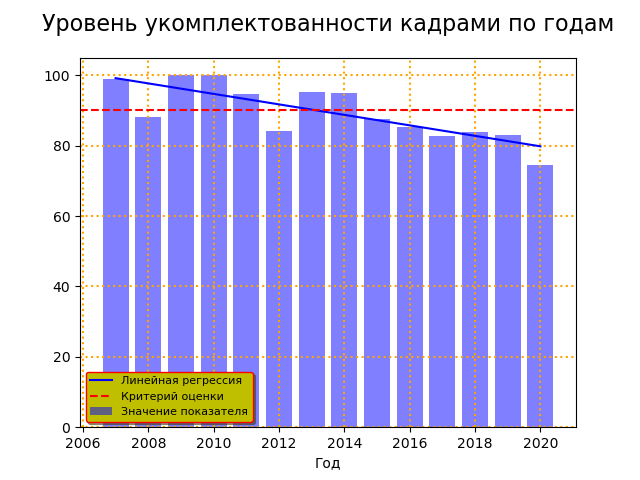 Уровень укомплектованности кадрами по годам
100
80
60
40
20
0
Линейная регрессия
Критерий оценки
Значение показателя
2006 2008 2010 2012 2014 2016 2018 2020
Год